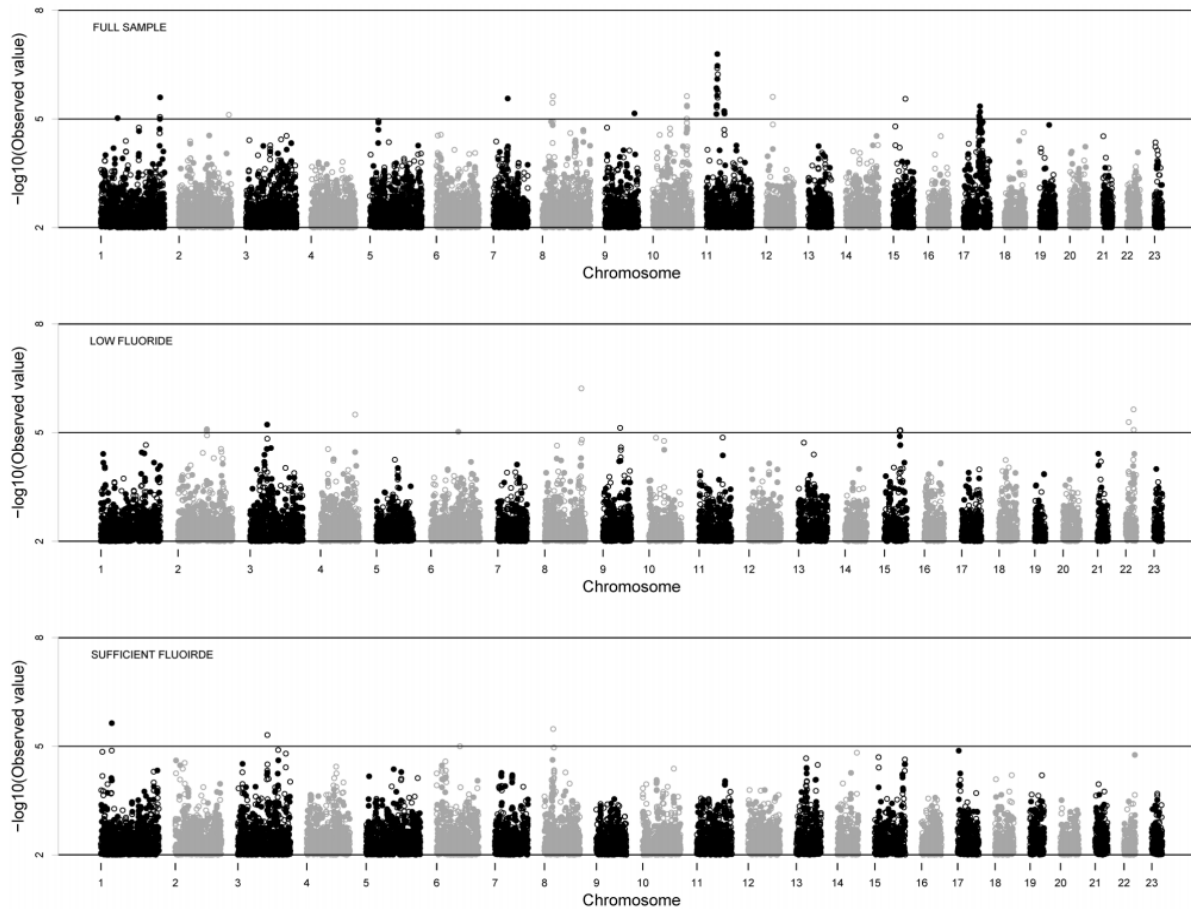 8
FULL SAMPLE
−log10(Observed value)
5
2
1 2 3 4 5 6 7 8 9 10 11 12 13 14 15 16 17 18 19 20 21 22 23
Chromosome
8
LOW FLUORIDE
−log10(Observed value)
5
2
1 2 3 4 5 6 7 8 9 10 11 12 13 14 15 16 17 18 19 20 21 22 23
Chromosome
8
SUFFICIENT FLUOIRDE
−log10(Observed value)
5
2
1 2 3 4 5 6 7 8 9 10 11 12 13 14 15 16 17 18 19 20 21 22 23
Chromosome